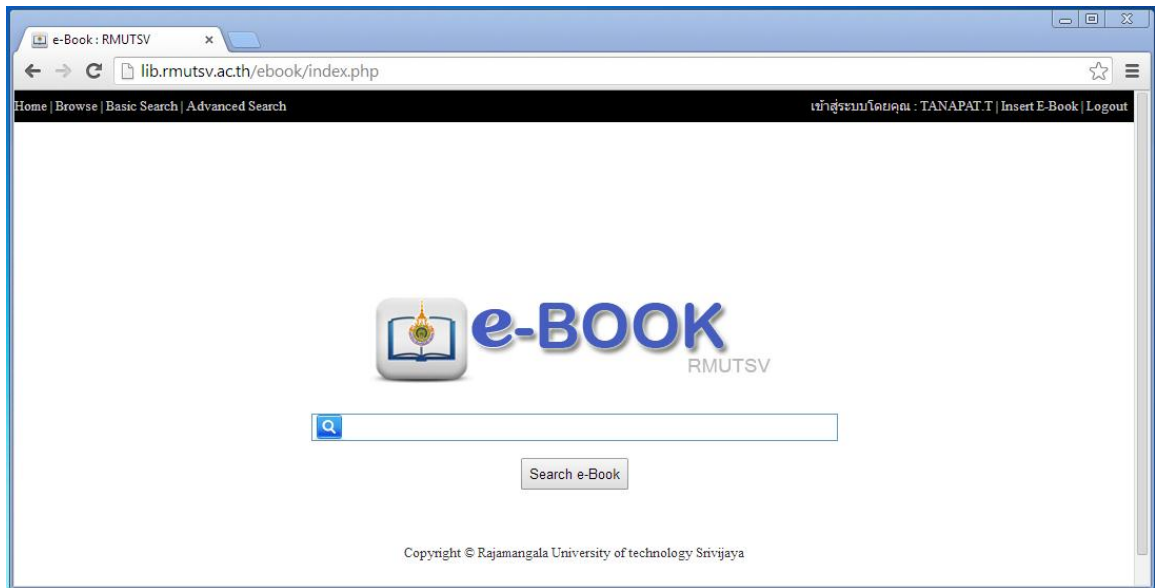 e-Book : RMUTSV
lib.rmutsv.ac.th/ebook/index.php
Home | Browse | Basic Search | Advanced Search
เข้าสู่ระบบโดยคุณ : TANAPAT.T | Insert E-Book | Logout
e-BOOK
RMUTSV
Search e-Book
Copyright © Rajamangala University of technology Srivijaya